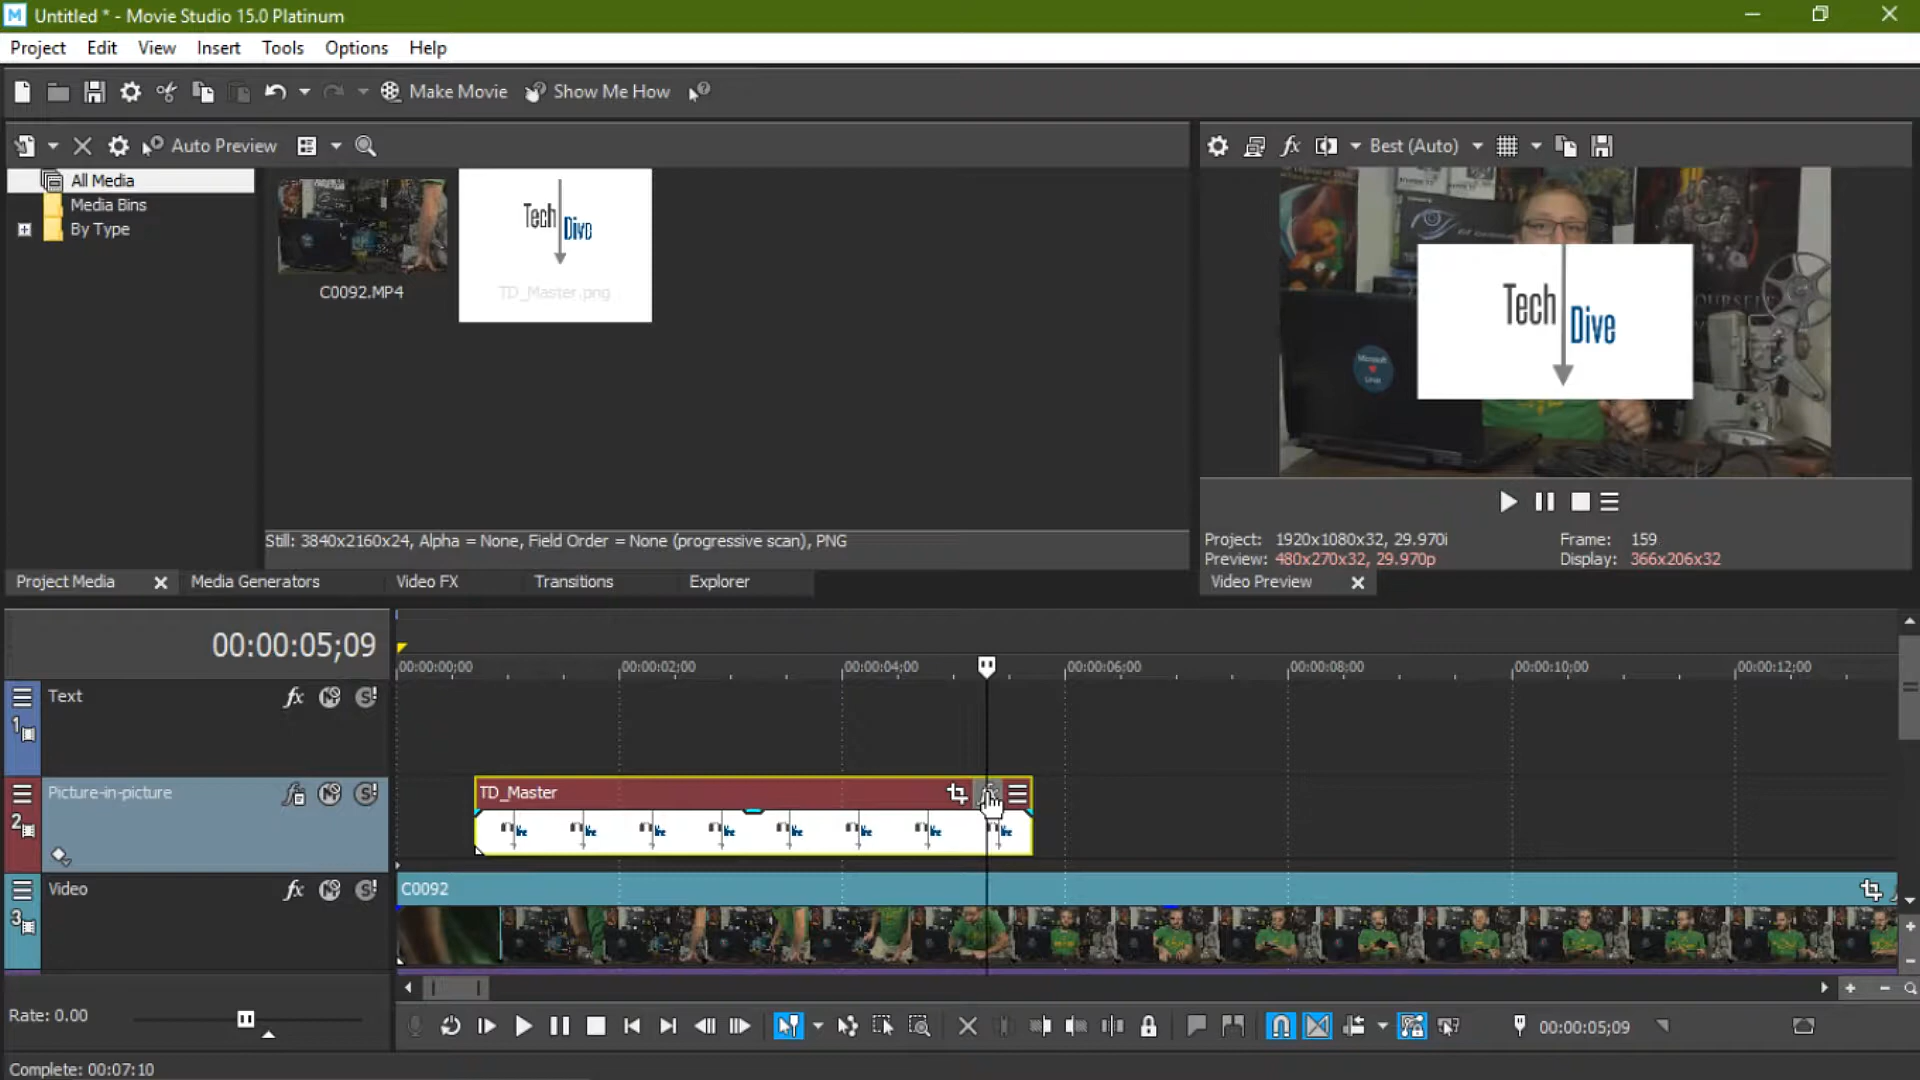 Untitled * - Movie Studio 15.0 Platinum
Project Edit View Insert Tools Options Help
Make Movie Show Me How
Auto Preview
Best (Auto)
All Media
Media Bins
By Type
C0092.MP4
Tech
Dive
TD_Master.png
Tech
Dive
Microsoft
Still: 3840x2160x24, Alpha = None, Field Order = None (progressive scan), PNG
Project: 1920x1080x32, 29.970i
Preview: 480x270x32, 29.970p
Frame: 159
Display: 366x206x32
Project Media Media Generators Video FX Transitions Explorer
Video Preview
00:00:05;09
00:00:00;00 00:00:02;00 00:00:04;00 00:00:06;00 00:00:08;00 00:00:10;00 00:00:12;00
Text
1
Picture-in-picture
2
TD_Master
Video
3
C0092
Rate: 0.00
00:00:05;09
Complete: 00:07:10